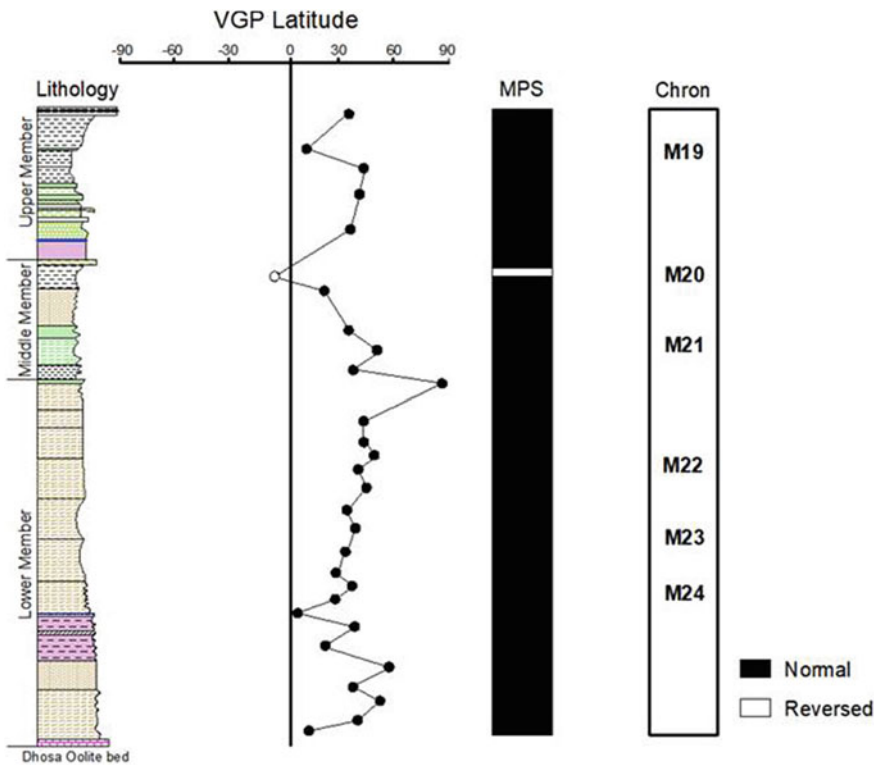 VGP Latitude
-90 -60 -30 0 30 60 90
Lithology
MPS
Chron
Upper Member
Middle Member
Lower Member
M19
M20
M21
M22
M23
M24
Normal
Reversed
Dhosa Oolite bed